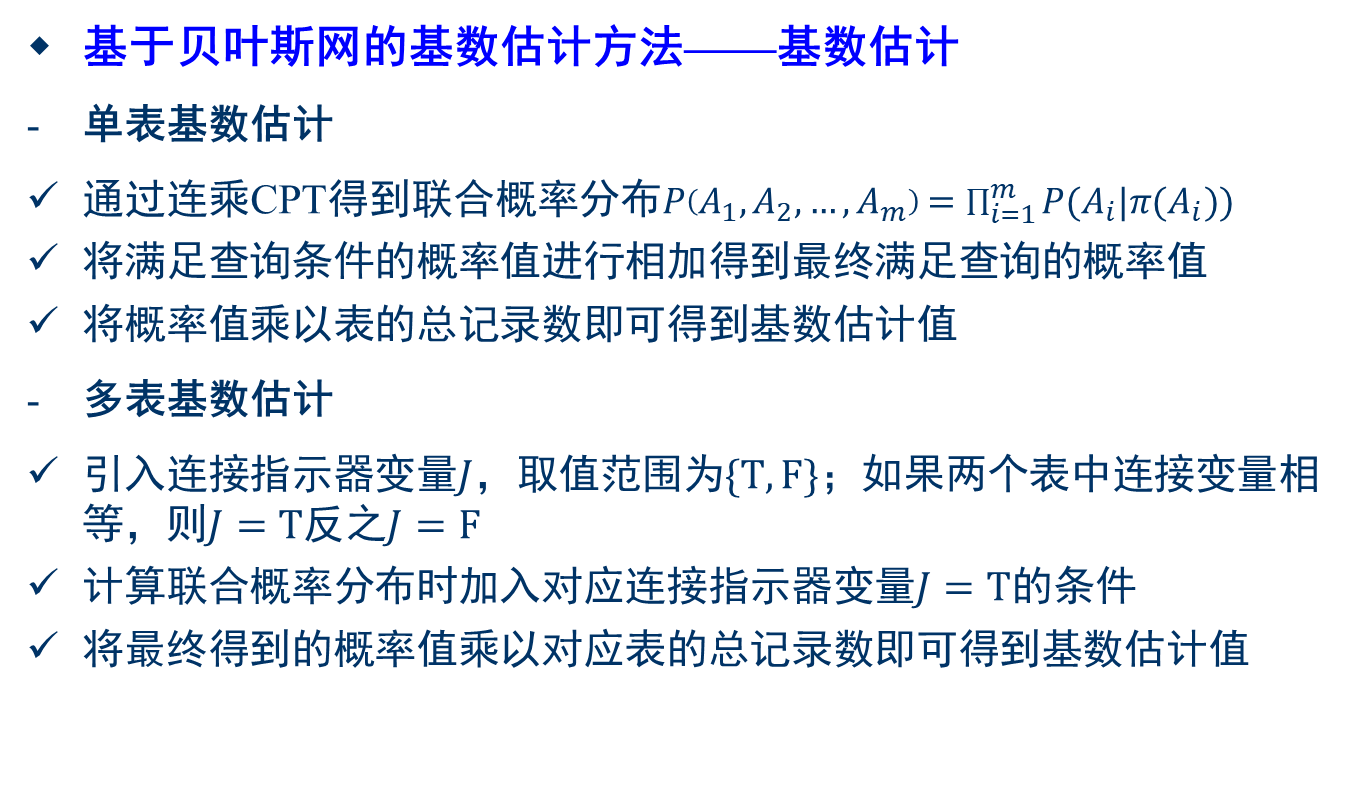 ◆ 基于贝叶斯网的基数估计方法——基数估计
- 单表基数估计
✓ 通过连乘CPT得到联合概率分布𝑃(𝐴₁, 𝐴₂, … , 𝐴ₘ) = ∏ᵢ₌₁ᵐ 𝑃(𝐴ᵢ|𝜋(𝐴ᵢ))
✓ 将满足查询条件的概率值进行相加得到最终满足查询的概率值
✓ 将概率值乘以表的总记录数即可得到基数估计值
- 多表基数估计
✓ 引入连接指示器变量𝐽，取值范围为{T, F}；如果两个表中连接变量相
等，则𝐽 = T反之𝐽 = F
✓ 计算联合概率分布时加入对应连接指示器变量𝐽 = T的条件
✓ 将最终得到的概率值乘以对应表的总记录数即可得到基数估计值